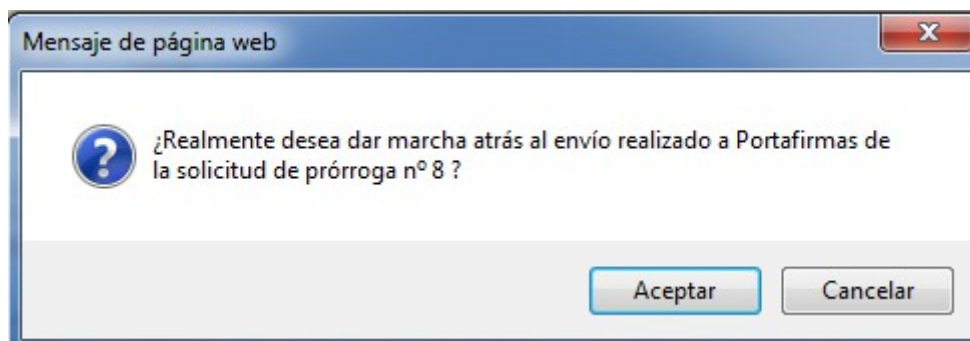 Mensaje de página web
¿Realmente desea dar marcha atrás al envío realizado a Portafirmas de
la solicitud de prórroga nº 8 ?
Aceptar
Cancelar